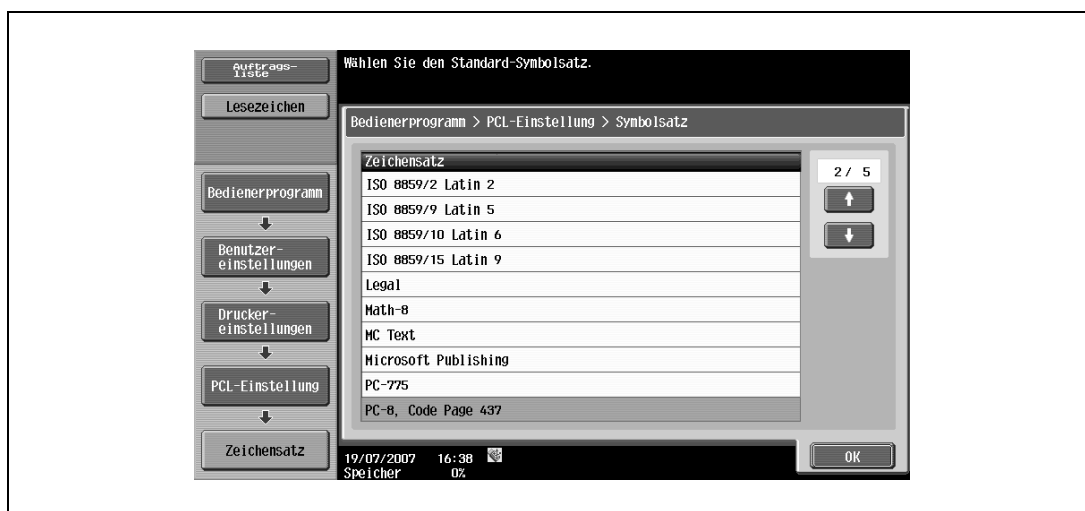 Auftrags-
liste
Lesezeichen
Bedienerprogramm
Benutzer-
einstellungen
Drucker-
einstellungen
PCL-Einstellung
Zeichensatz
Wählen Sie den Standard-Symbolsatz.
Bedienerprogramm > PCL-Einstellung > Symbolsatz
Zeichensatz
ISO 8859/2 Latin 2
ISO 8859/9 Latin 5
ISO 8859/10 Latin 6
ISO 8859/15 Latin 9
Legal
Math-8
MC Text
Microsoft Publishing
PC-775
PC-8, Code Page 437
2/ 5
19/07/2007 16:38
Speicher 0%
OK